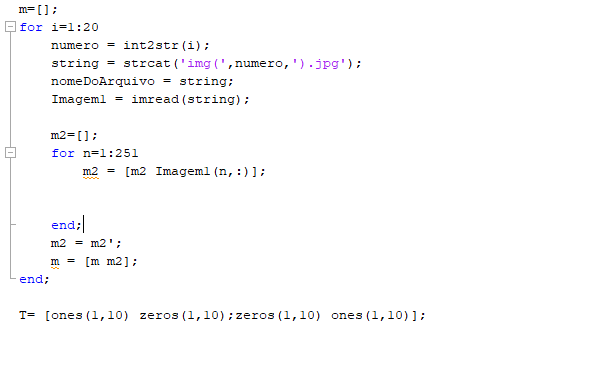 m=[];
for i=1:20
numero = int2str(i);
string = strcat('img(',numero,').jpg');
nomeDoArquivo = string;
Imagem1 = imread(string);
m2=[];
for n=1:251
m2 = [m2 Imagem1(n,:)];
end;
m2 = m2';
m = [m m2];
end;
T= [ones(1,10) zeros(1,10);zeros(1,10) ones(1,10)];